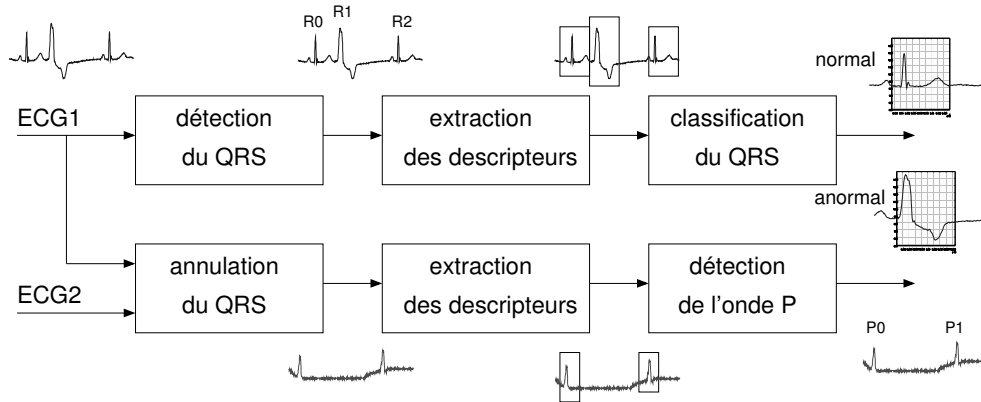 R0 R1 R2
normal
ECG1
détection
du QRS
extraction
des descripteurs
classification
du QRS
anormal
ECG2
annulation
du QRS
extraction
des descripteurs
détection
de l'onde P
P0 P1